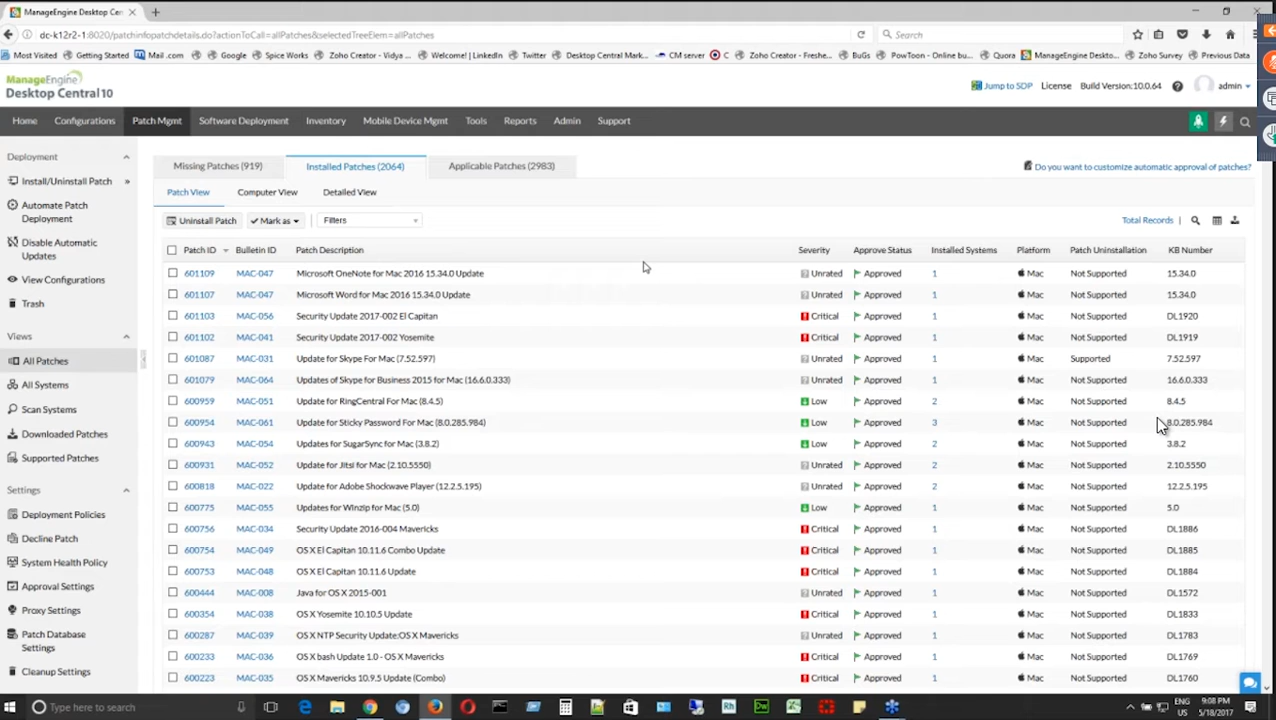 ManageEngine Desktop Central
dc-k12r2-1:8020/patchinfopatchdetails.do?actionToCall=allPatches&selectedTreeElem=allPatches
Search
Most Visited Getting Started Mail .com Google Spice Works Zoho Creator - Vidya ... Welcome! | LinkedIn Twitter Desktop Central Mark... CM server C Zoho Creator - Freshe... BuGs PowToon - Online bu... Quora ManageEngine Deskto... Zoho Survey Previous Data
ManageEngine
Desktop Central 10
Jump to SDP License Build Version:10.0.64 admin
Home Configurations Patch Mgmt Software Deployment Inventory Mobile Device Mgmt Tools Reports Admin Support
Deployment
Install/Uninstall Patch
Automate Patch
Deployment
Disable Automatic
Updates
View Configurations
Trash
Views
All Patches
All Systems
Scan Systems
Downloaded Patches
Supported Patches
Settings
Deployment Policies
Decline Patch
System Health Policy
Approval Settings
Proxy Settings
Patch Database
Settings
Cleanup Settings
Missing Patches (919) Installed Patches (2064) Applicable Patches (2983)
Do you want to customize automatic approval of patches?
Patch View Computer View Detailed View
Uninstall Patch Mark as Filters
Total Records
Patch ID Bulletin ID Patch Description Severity Approve Status Installed Systems Platform Patch Uninstallation KB Number
601109 MAC-047 Microsoft OneNote for Mac 2016 15.34.0 Update Unrated Approved 1 Mac Not Supported 15.34.0
601107 MAC-047 Microsoft Word for Mac 2016 15.34.0 Update Unrated Approved 1 Mac Not Supported 15.34.0
601103 MAC-056 Security Update 2017-002 El Capitan Critical Approved 1 Mac Not Supported DL1920
601102 MAC-041 Security Update 2017-002 Yosemite Critical Approved 1 Mac Not Supported DL1919
601087 MAC-031 Update for Skype For Mac (7.52.597) Unrated Approved 1 Mac Supported 7.52.597
601079 MAC-064 Updates of Skype for Business 2015 for Mac (16.6.0.333) Unrated Approved 1 Mac Not Supported 16.6.0.333
600959 MAC-051 Update for RingCentral For Mac (8.4.5) Low Approved 2 Mac Not Supported 8.4.5
600954 MAC-061 Update for Sticky Password For Mac (8.0.285.984) Low Approved 3 Mac Not Supported 8.0.285.984
600943 MAC-054 Updates for SugarSync for Mac (3.8.2) Low Approved 2 Mac Not Supported 3.8.2
600931 MAC-052 Update for Jitsi for Mac (2.10.5550) Unrated Approved 2 Mac Not Supported 2.10.5550
600818 MAC-022 Update for Adobe Shockwave Player (12.2.5.195) Unrated Approved 2 Mac Not Supported 12.2.5.195
600775 MAC-055 Updates for Winzip for Mac (5.0) Low Approved 1 Mac Not Supported 5.0
600756 MAC-034 Security Update 2016-004 Mavericks Critical Approved 1 Mac Not Supported DL1886
600754 MAC-049 OS X El Capitan 10.11.6 Combo Update Critical Approved 1 Mac Not Supported DL1885
600753 MAC-048 OS X El Capitan 10.11.6 Update Critical Approved 1 Mac Not Supported DL1884
600444 MAC-008 Java for OS X 2015-001 Unrated Approved 1 Mac Not Supported DL1572
600354 MAC-038 OS X Yosemite 10.10.5 Update Critical Approved 1 Mac Not Supported DL1833
600287 MAC-039 OS X NTP Security Update:OS X Mavericks Unrated Approved 1 Mac Not Supported DL1783
600233 MAC-036 OS X bash Update 1.0 - OS X Mavericks Critical Approved 1 Mac Not Supported DL1769
600223 MAC-035 OS X Mavericks 10.9.5 Update (Combo) Critical Approved 1 Mac Not Supported DL1760
Type here to search
ENG 9:08 PM
US 5/18/2017